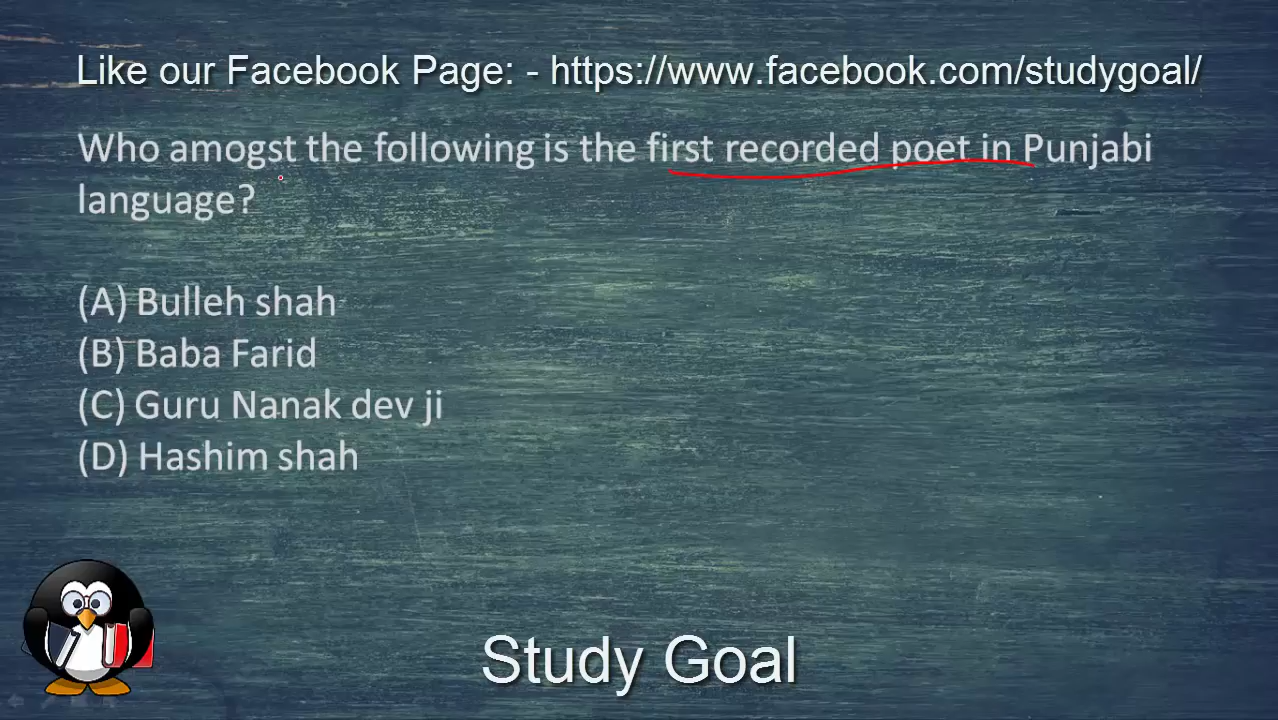 Like our Facebook Page: - https://www.facebook.com/studygoal/
Who amogst the following is the first recorded poet in Punjabi
language?
(A) Bulleh shah
(B) Baba Farid
(C) Guru Nanak dev ji
(D) Hashim shah
Study Goal